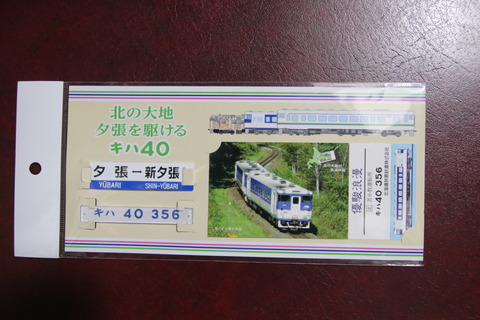 北の大地
夕張を駆ける
キハ40
夕張ー新夕張
YŪBARI SHIN-YŪBARI
キハ 40 356
優駿浪漫
キハ40 356